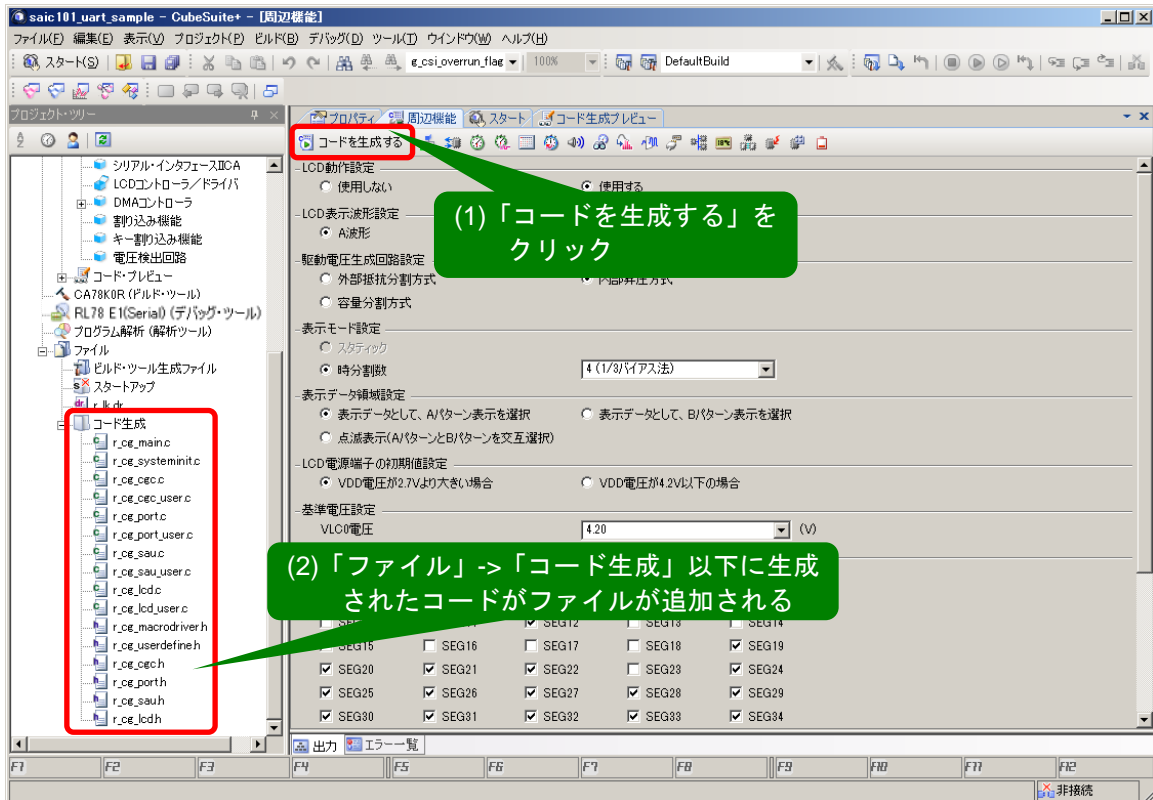 saic101_uart_sample - CubeSuite+ - [周辺機能]
ファイル(F) 編集(E) 表示(V) プロジェクト(P) ビルド(B) デバッグ(D) ツール(T) ウインドウ(W) ヘルプ(H)
スタート(S) g_csi_overrun_flag 100% DefaultBuild
プロジェクト・ツリー
プロパティ 周辺機能 スタート コード生成プレビュー
コードを生成する
シリアル・インタフェースIICA
LCDコントローラ/ドライバ
DMAコントローラ
割り込み機能
キー割り込み機能
電圧検出回路
コード・プレビュー
CA78K0R (ビルド・ツール)
RL78 E1(Serial) (デバッグ・ツール)
プログラム解析 (解析ツール)
ファイル
ビルド・ツール生成ファイル
スタートアップ
r_lk.dr
コード生成
r_cg_main.c
r_cg_systeminit.c
r_cg_cgc.c
r_cg_cgc_user.c
r_cg_port.c
r_cg_port_user.c
r_cg_sau.c
r_cg_sau_user.c
r_cg_lcd.c
r_cg_lcd_user.c
r_cg_macrodriver.h
r_cg_userdefine.h
r_cg_cgc.h
r_cg_port.h
r_cg_sau.h
r_cg_lcd.h
LCD動作設定
使用しない 使用する
LCD表示波形設定
A波形
(1)「コードを生成する」を
クリック
駆動電圧生成回路設定
外部抵抗分割方式 内部昇圧方式
容量分割方式
表示モード設定
スタティック
時分割数 4 (1/3バイアス法)
表示データ領域設定
表示データとして、Aパターン表示を選択 表示データとして、Bパターン表示を選択
点滅表示(AパターンとBパターンを交互選択)
LCD電源端子の初期値設定
VDD電圧が2.7Vより大きい場合 VDD電圧が4.2V以下の場合
基準電圧設定
VLC0電圧 4.20 (V)
(2)「ファイル」->「コード生成」以下に生成
されたコードがファイルが追加される
SEG12 SEG13 SEG14
SEG15 SEG16 SEG17 SEG18 SEG19
SEG20 SEG21 SEG22 SEG23 SEG24
SEG25 SEG26 SEG27 SEG28 SEG29
SEG30 SEG31 SEG32 SEG33 SEG34
出力 エラー一覧
F1 F2 F3 F4 F5 F6 F7 F8 F9 F10 F11 F12
非接続